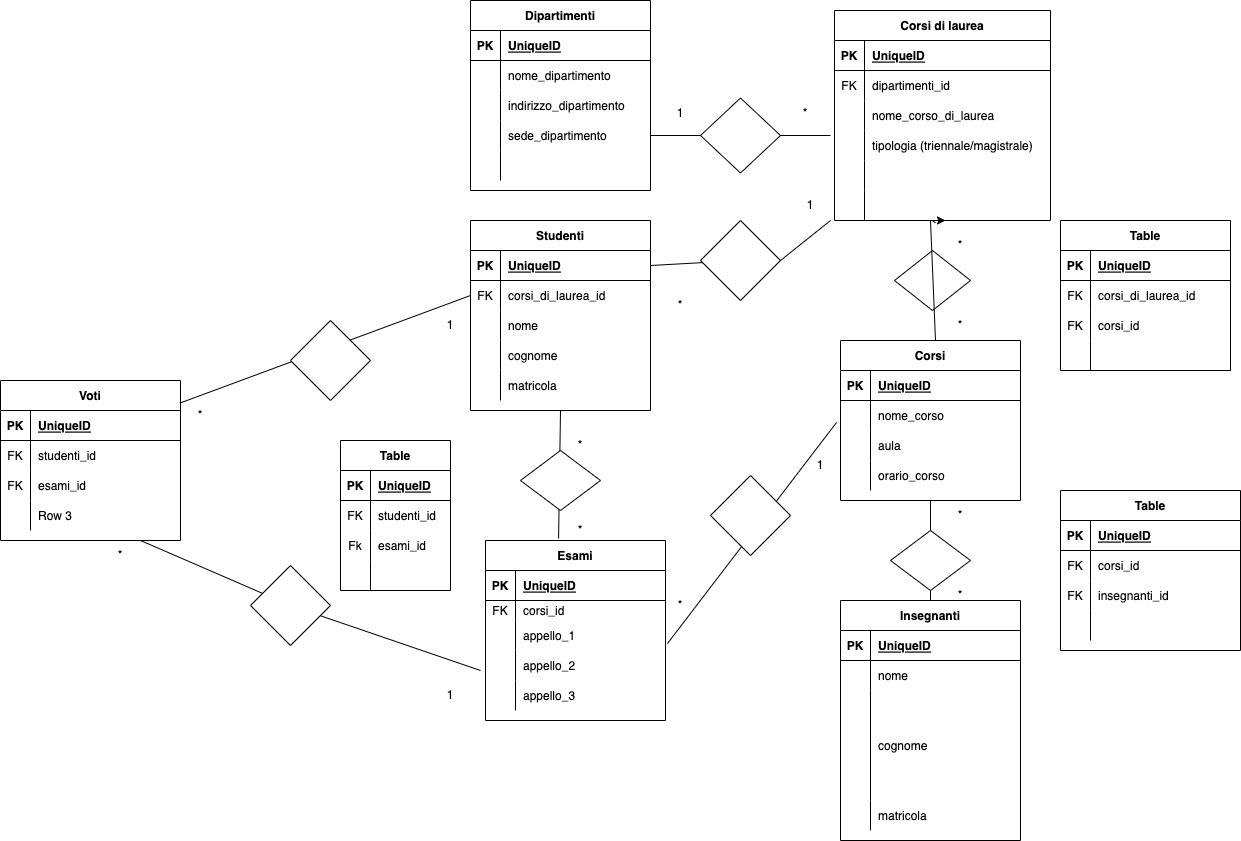 Dipartimenti
PK UniqueID
nome_dipartimento
indirizzo_dipartimento
sede_dipartimento
1
*
Corsi di laurea
PK UniqueID
FK dipartimenti_id
nome_corso_di_laurea
tipologia (triennale/magistrale)
1
*
Studenti
PK UniqueID
FK corsi_di_laurea_id
nome
cognome
matricola
*
*
Table
PK UniqueID
FK corsi_di_laurea_id
FK corsi_id
1
*
Voti
PK UniqueID
FK studenti_id
FK esami_id
Row 3
*
1
Table
PK UniqueID
FK studenti_id
Fk esami_id
*
*
Corsi
PK UniqueID
nome_corso
aula
orario_corso
1
*
Esami
PK UniqueID
FK corsi_id
appello_1
appello_2
appello_3
*
*
Insegnanti
PK UniqueID
nome
cognome
matricola
Table
PK UniqueID
FK corsi_id
FK insegnanti_id